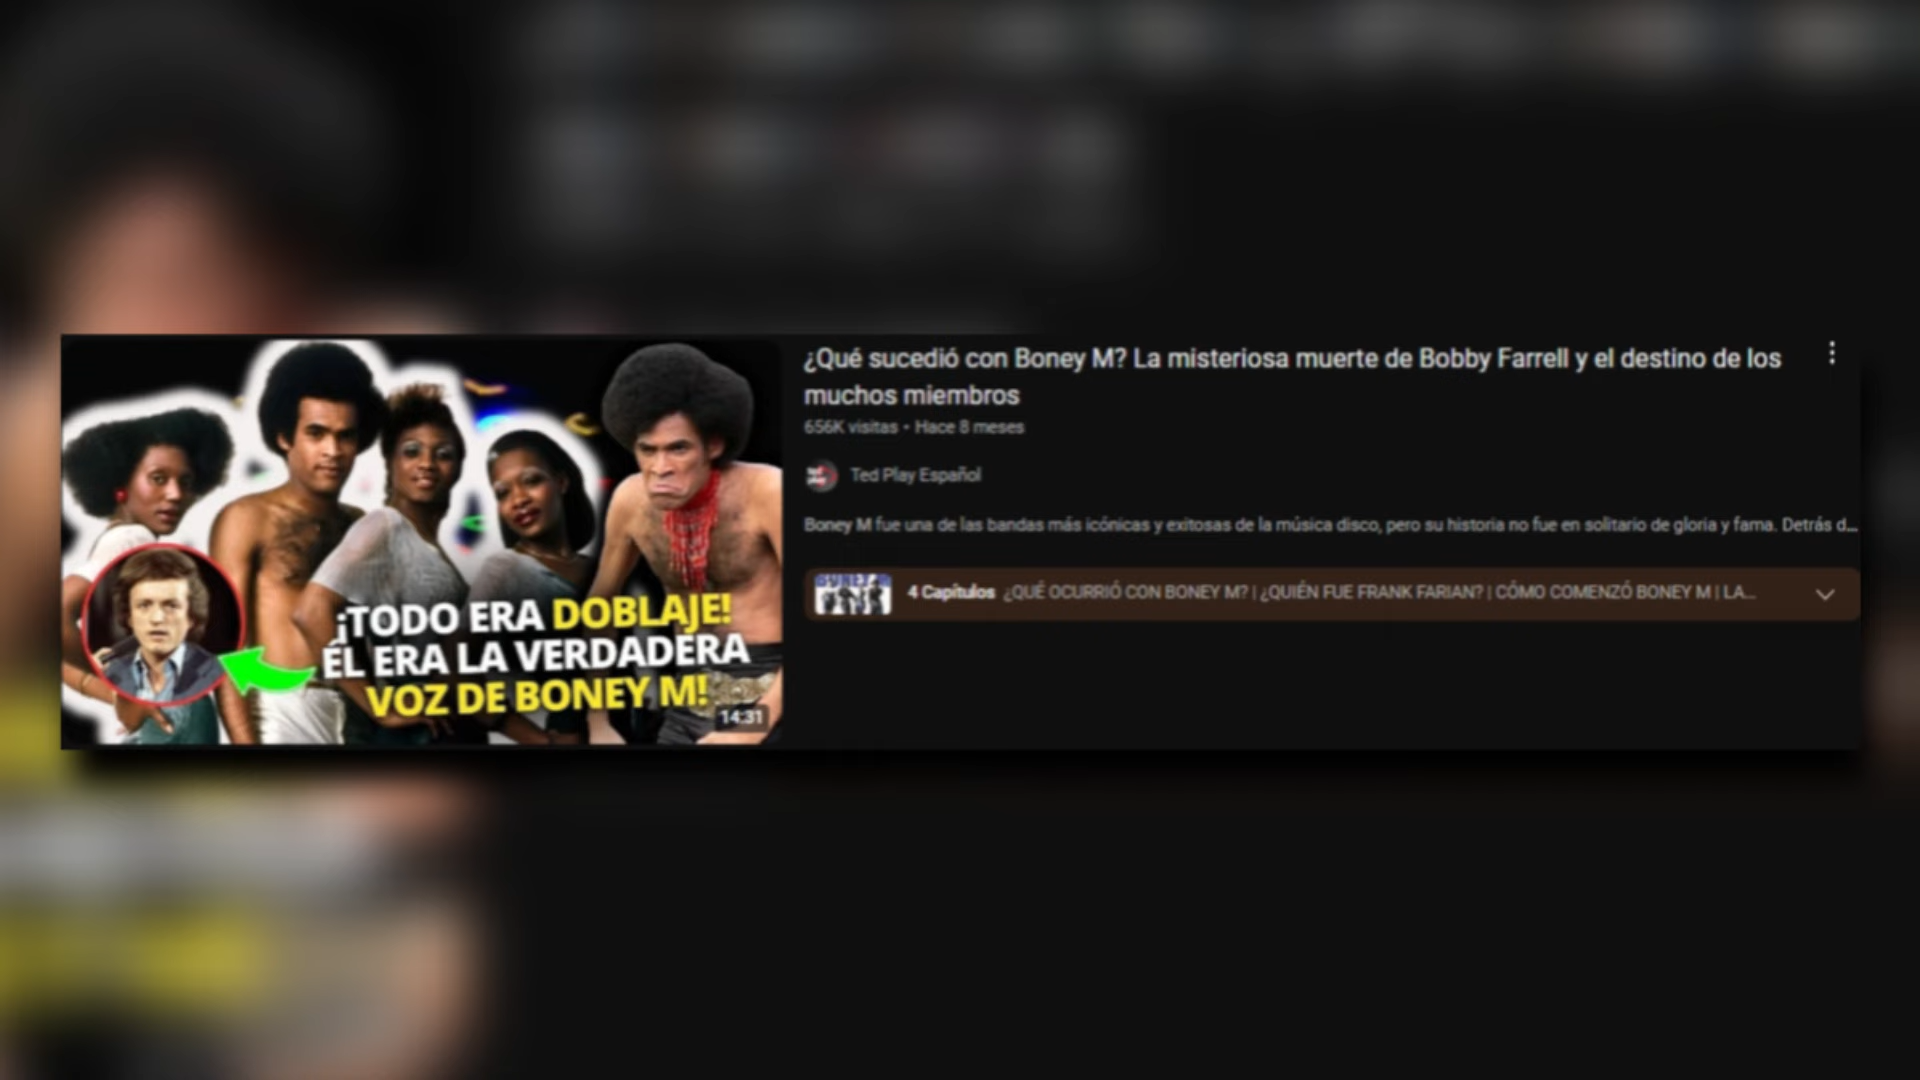 ¡TODO ERA DOBLAJE!
ÉL ERA LA VERDADERA
VOZ DE BONEY M!
14:31
¿Qué sucedió con Boney M? La misteriosa muerte de Bobby Farrell y el destino de los
muchos miembros
656K visitas • Hace 8 meses
Ted Play Español
Boney M fue una de las bandas más icónicas y exitosas de la música disco, pero su historia no fue en solitario de gloria y fama. Detrás d...
BONEY M
4 Capítulos ¿QUÉ OCURRIÓ CON BONEY M? | ¿QUIÉN FUE FRANK FARIAN? | CÓMO COMENZÓ BONEY M | LA...